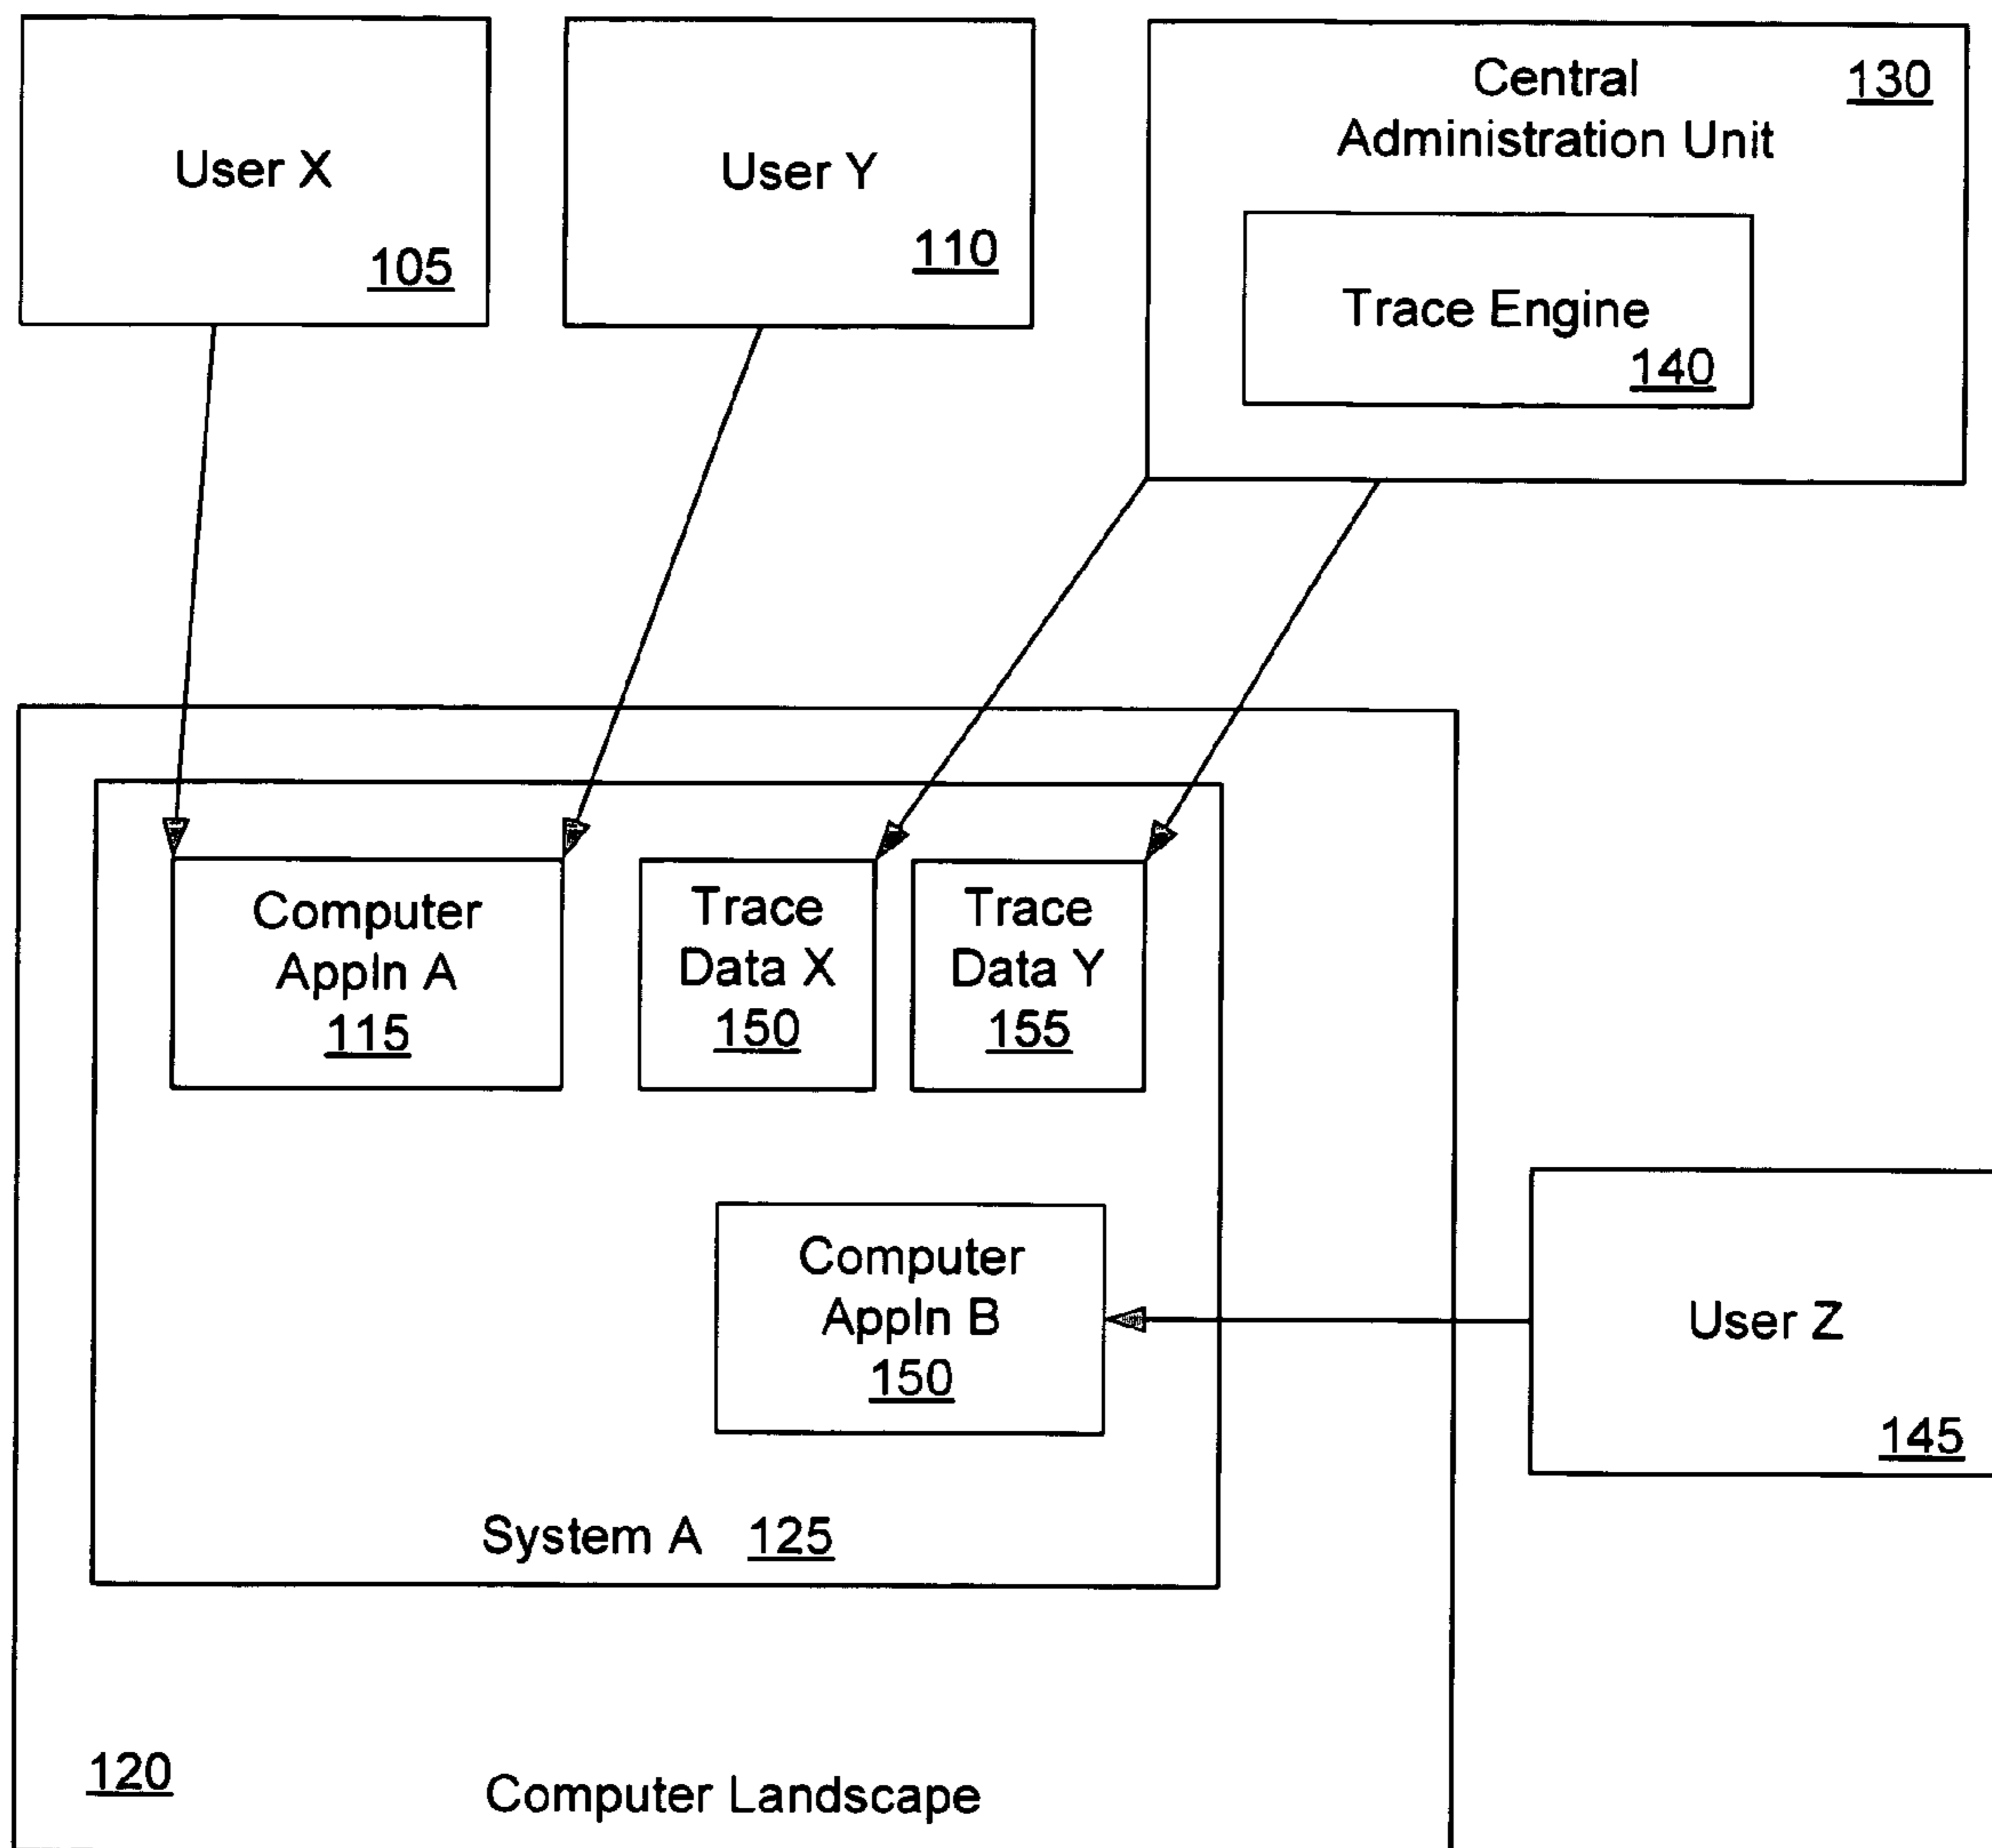 User X
105
User Y
110
Central
Administration Unit
130
Trace Engine
140
Computer
Appln A
115
Trace
Data X
150
Trace
Data Y
155
Computer
Appln B
150
User Z
145
System A 125
120
Computer Landscape